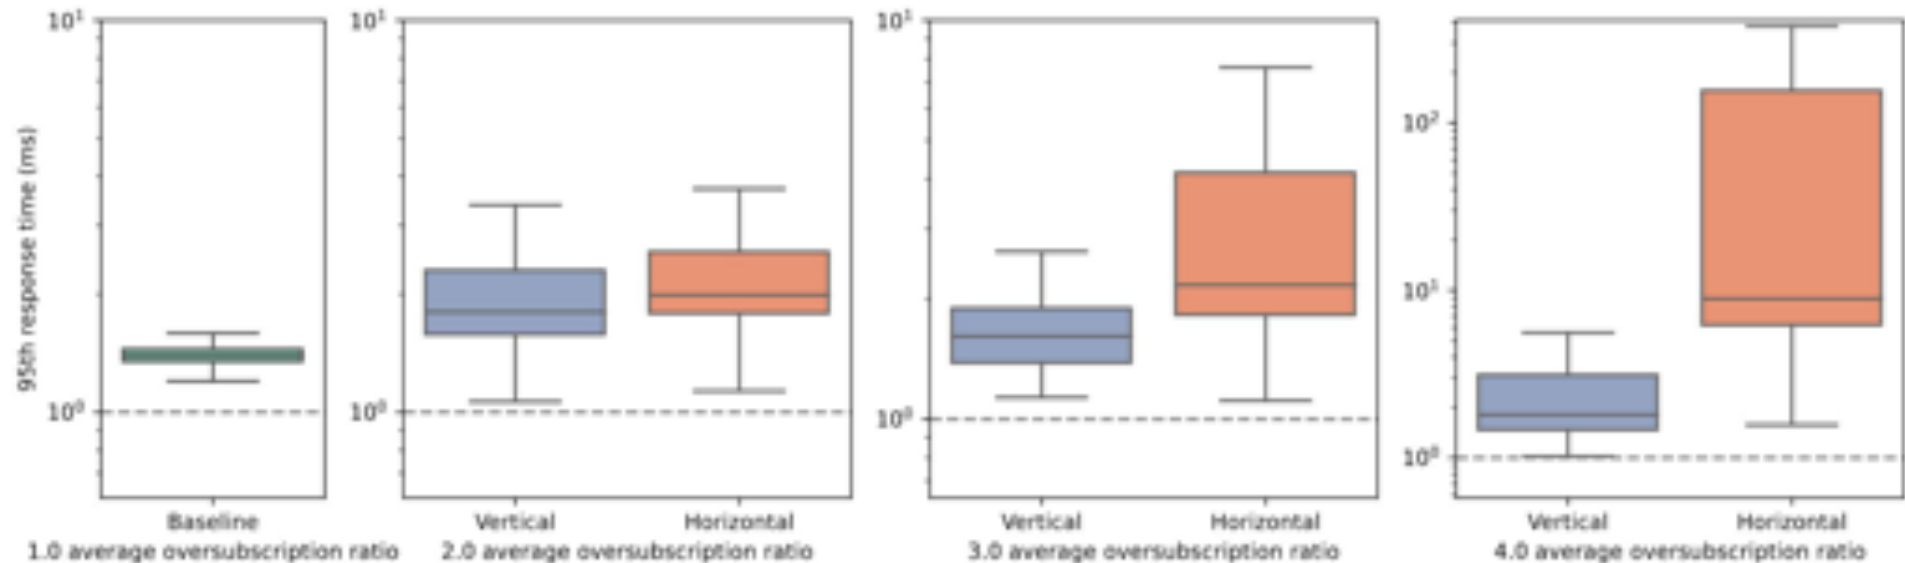 95th response time (ms)
10¹
10⁰
Baseline
1.0 average oversubscription ratio
10¹
10⁰
Vertical Horizontal
2.0 average oversubscription ratio
10¹
10⁰
Vertical Horizontal
3.0 average oversubscription ratio
10²
10¹
10⁰
Vertical Horizontal
4.0 average oversubscription ratio